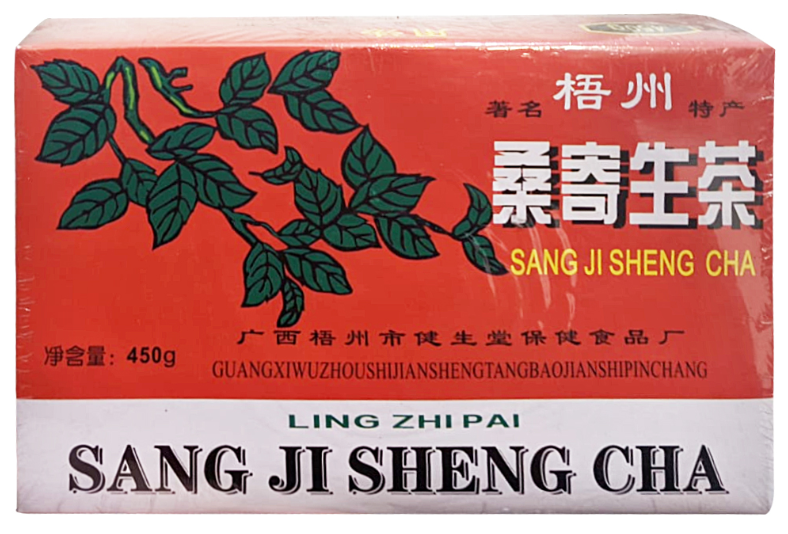 著名 梧州 特产
桑寄生茶
SANG JI SHENG CHA
广西梧州市健生堂保健食品厂
净含量：450g
GUANGXIWUZHOUSHIJIANSHENGTANGBAOJIANSHIPINCHANG
LING ZHI PAI
SANG JI SHENG CHA